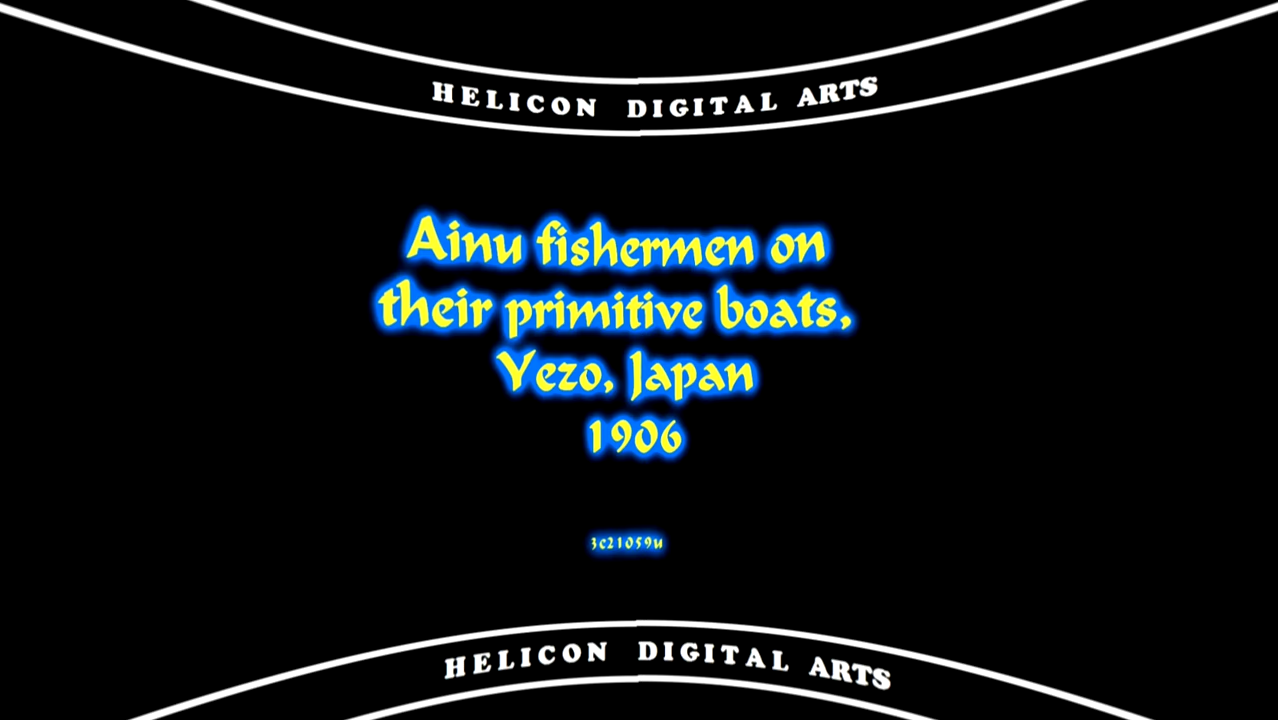 HELICON DIGITAL ARTS
Ainu fishermen on
their primitive boats,
Yezo, Japan
1906
3c21059u
HELICON DIGITAL ARTS